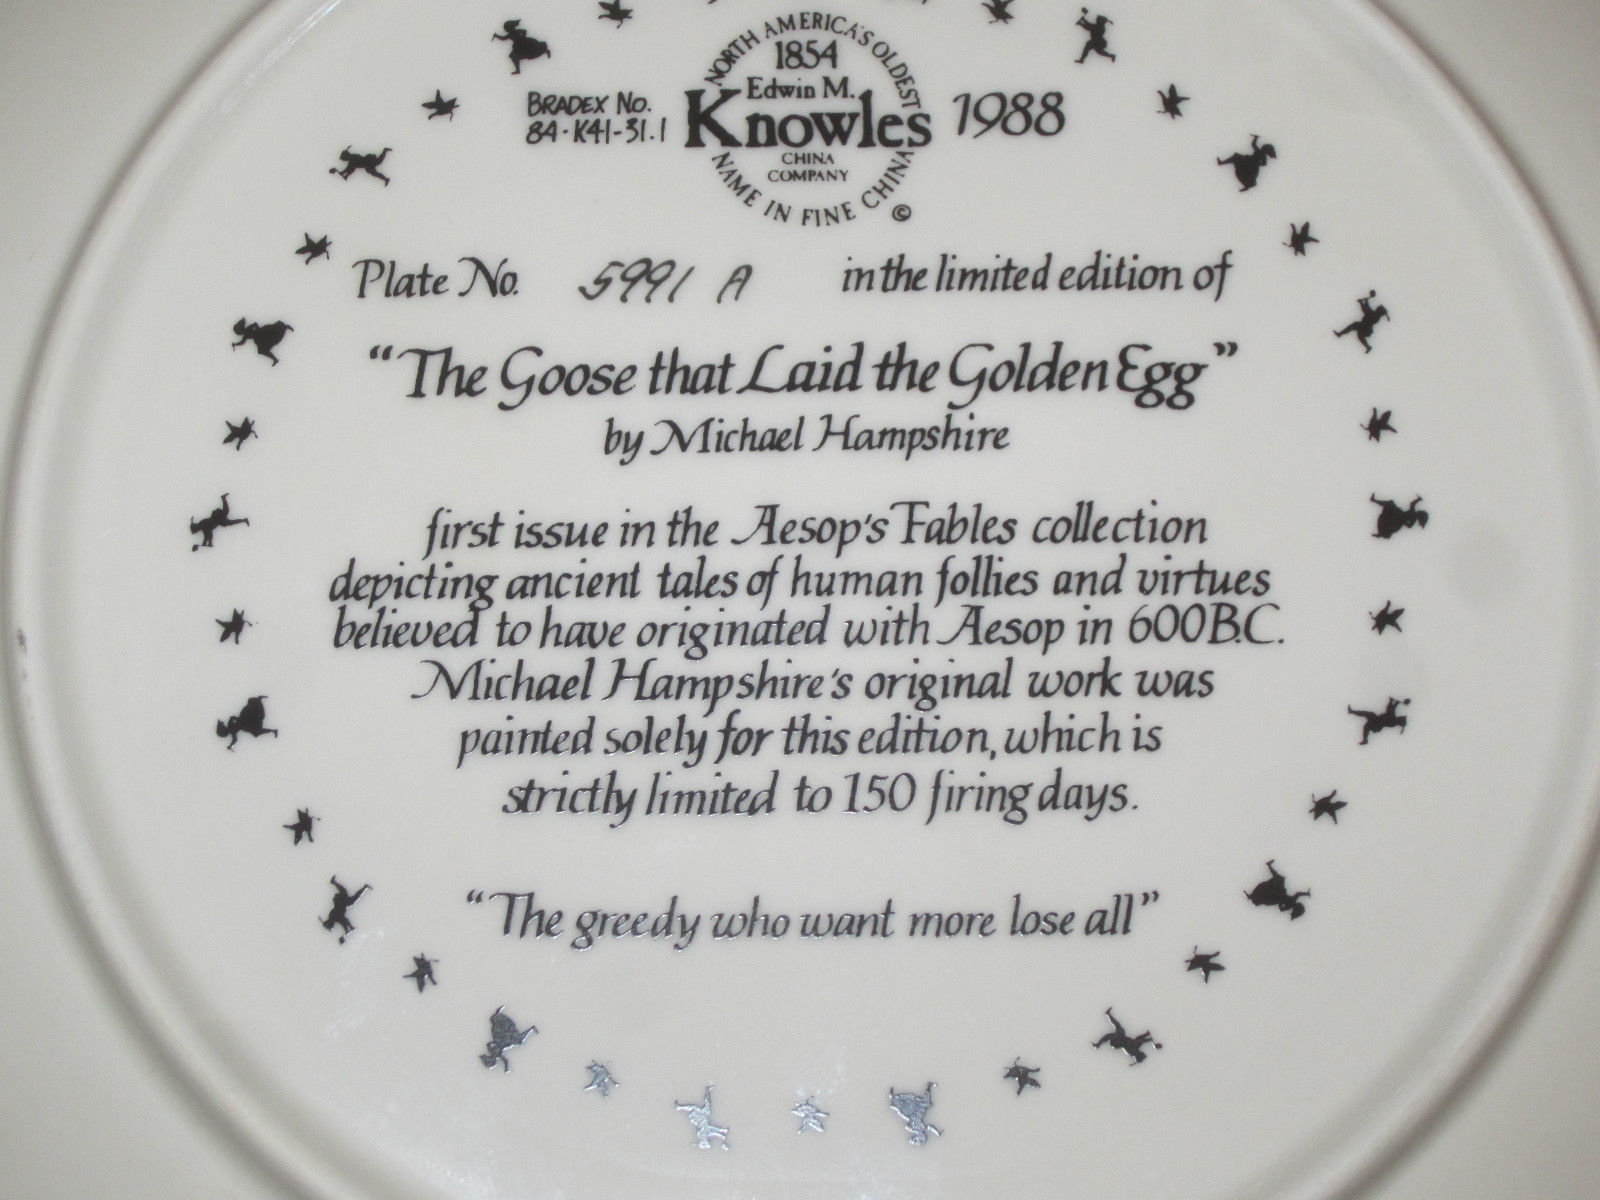 NORTH AMERICA'S OLDEST
1854
Edwin M.
Knowles
CHINA
COMPANY
NAME IN FINE CHINA
©
BRADEX NO.
84-K41-31.1
1988
Plate No. 5991 A in the limited edition of
"The Goose that Laid the Golden Egg"
by Michael Hampshire
first issue in the Aesop's Fables collection
depicting ancient tales of human follies and virtues
believed to have originated with Aesop in 600 B.C.
Michael Hampshire's original work was
painted solely for this edition, which is
strictly limited to 150 firing days.
"The greedy who want more lose all"